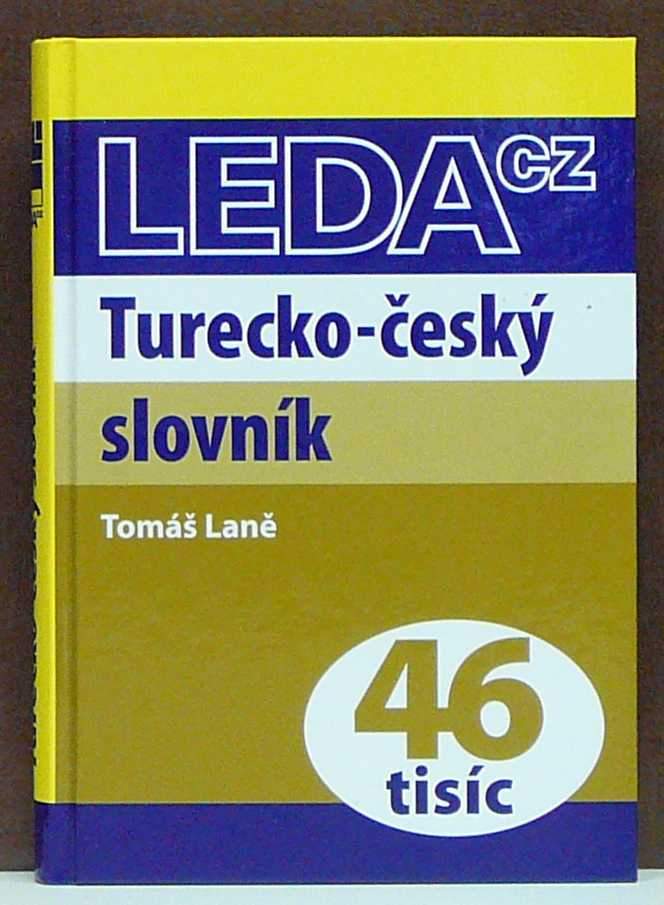 LEDA CZ
Turecko-český
slovník
Tomáš Laně
46
tisíc